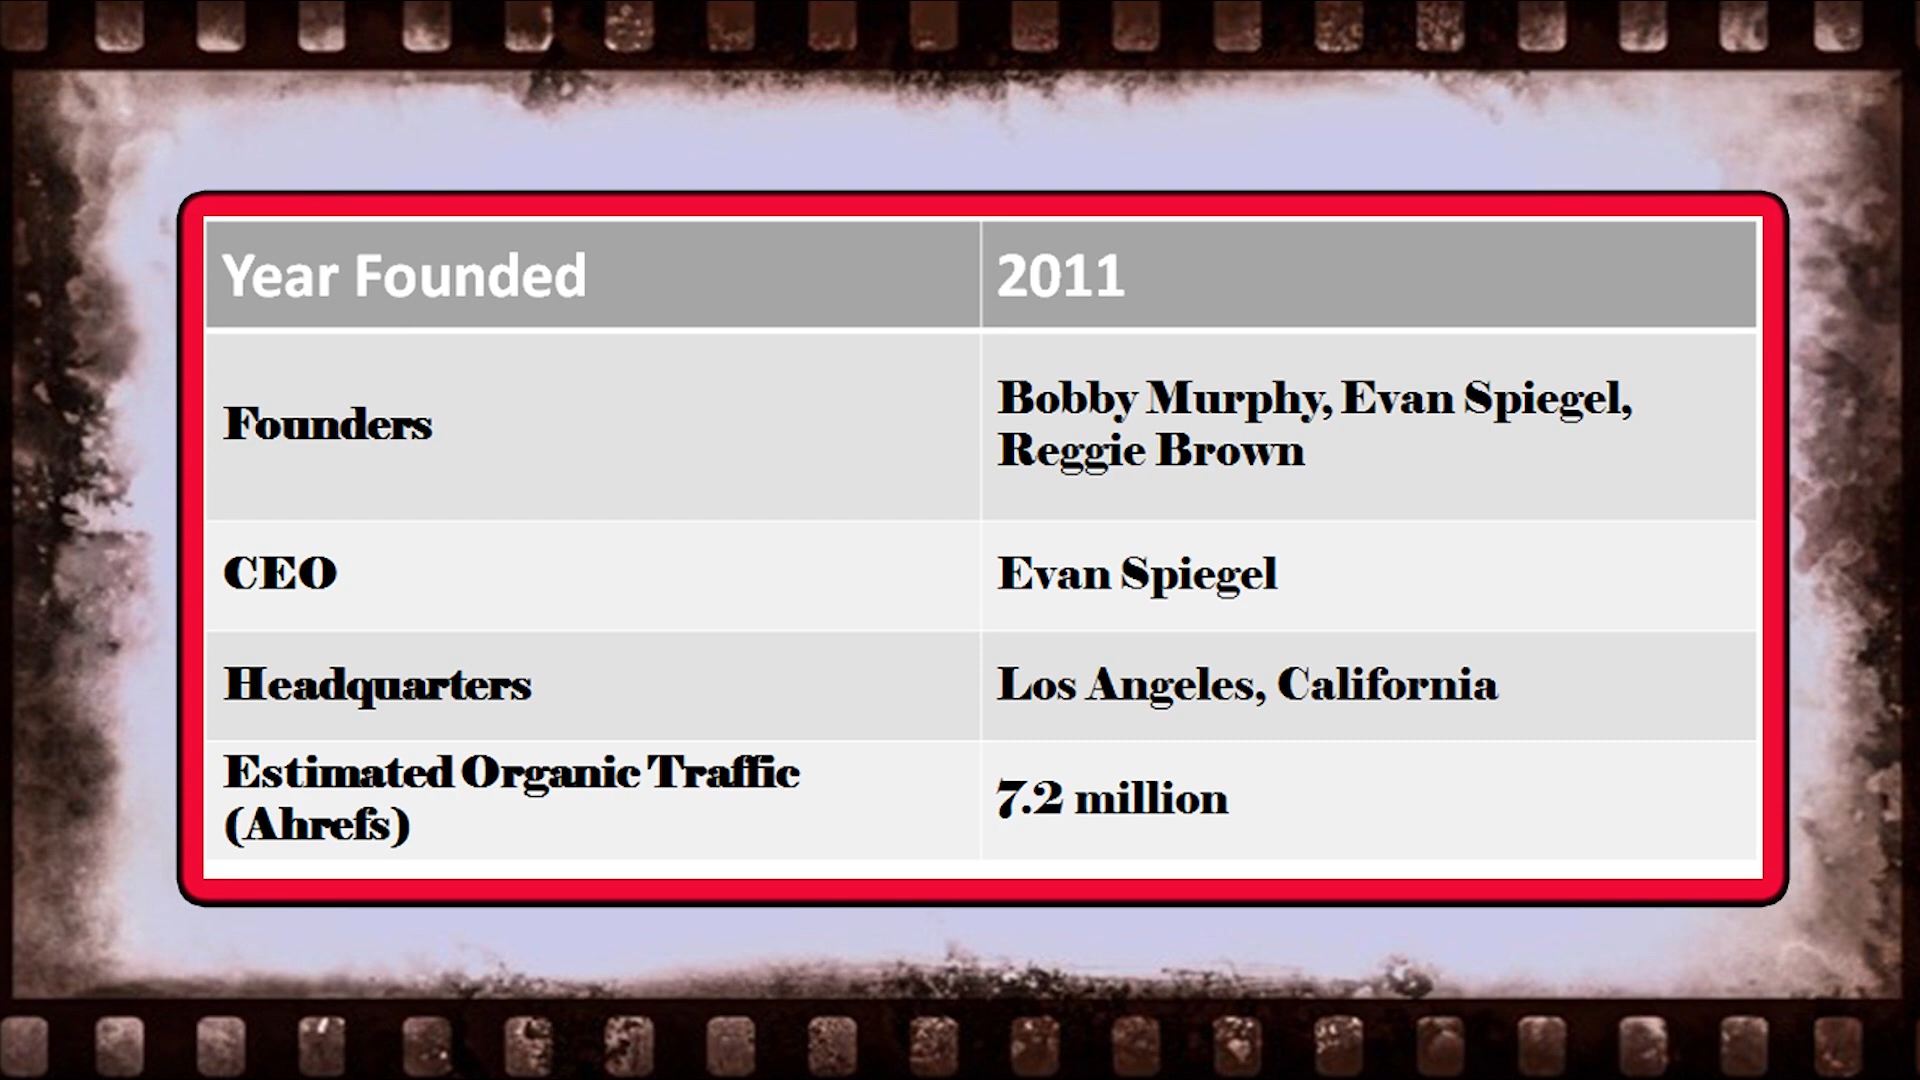 Year Founded
2011
Founders
Bobby Murphy, Evan Spiegel,
Reggie Brown
CEO
Evan Spiegel
Headquarters
Los Angeles, California
Estimated Organic Traffic
(Ahrefs)
7.2 million